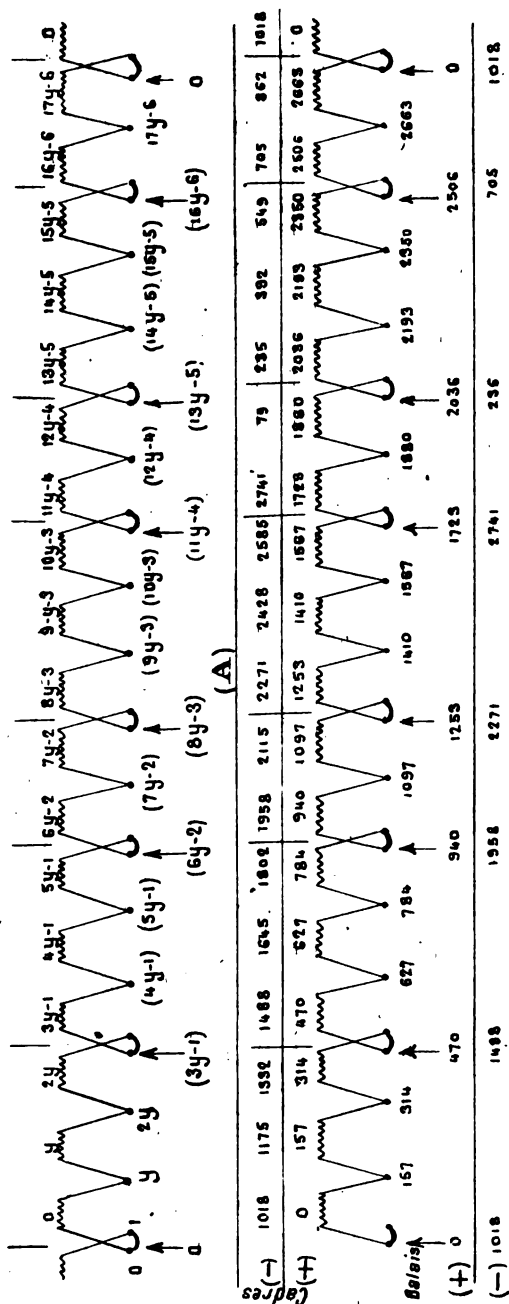 0 y 2y 3y-1 4y-1 5y-1 6y-2 7y-2 8y-3 9-y-3 10y-3 11y-4 12y-4 13y-5 14y-5 15y-5 16y-6 17y-6 0
0 1 y 2y (4y-1) (5y-1) (7y-2) (9y-3) (10y-3) (12y-4) (14y-5) (15y-5) 17y-6
0 (3y-1) (6y-2) (8y-3) (11y-4) (13y-5) (16y-6) 0
(A)
Cadres
(-) 1018 1175 1332 1488 1645 1802 1958 2115 2271 2428 2585 2741 79 235 392 549 705 862 1018
(+) 0 157 314 470 627 784 940 1097 1253 1410 1567 1723 1880 2036 2193 2350 2506 2663 0
157 314 627 784 1097 1410 1567 1880 2193 2350 2663
Balais
(+) 0 470 940 1253 1723 2036 2506 0
(-) 1018 1488 1958 2271 2741 236 705 1018